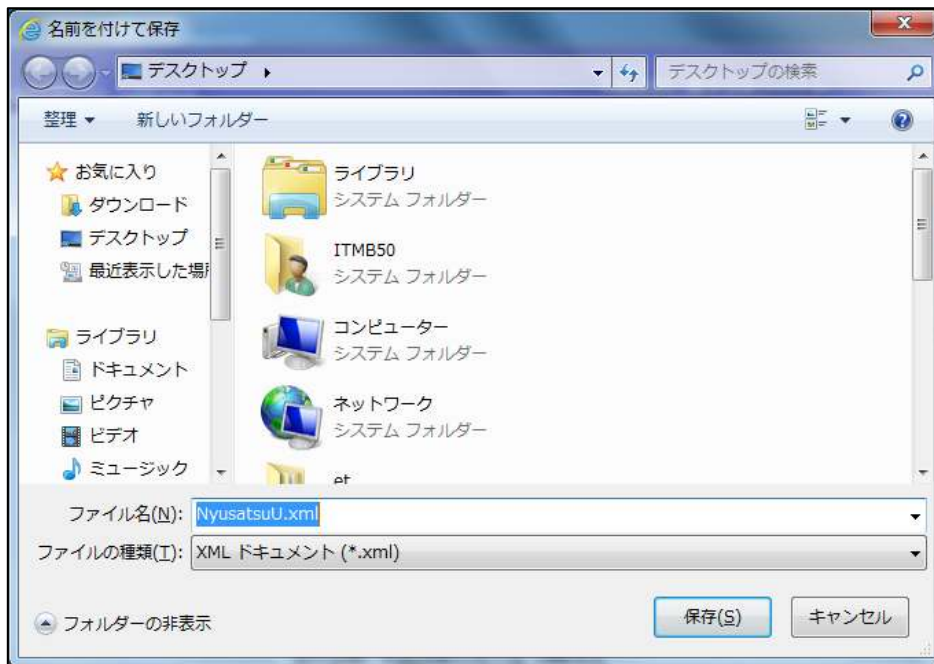 名前を付けて保存
デスクトップ
デスクトップの検索
整理
新しいフォルダー
お気に入り
ダウンロード
デスクトップ
最近表示した場所
ライブラリ
ドキュメント
ピクチャ
ビデオ
ミュージック
ライブラリ
システム フォルダー
ITMB50
システム フォルダー
コンピューター
システム フォルダー
ネットワーク
システム フォルダー
et
ファイル名(N): NyusatsuU.xml
ファイルの種類(T): XML ドキュメント (*.xml)
フォルダーの非表示
保存(S)
キャンセル